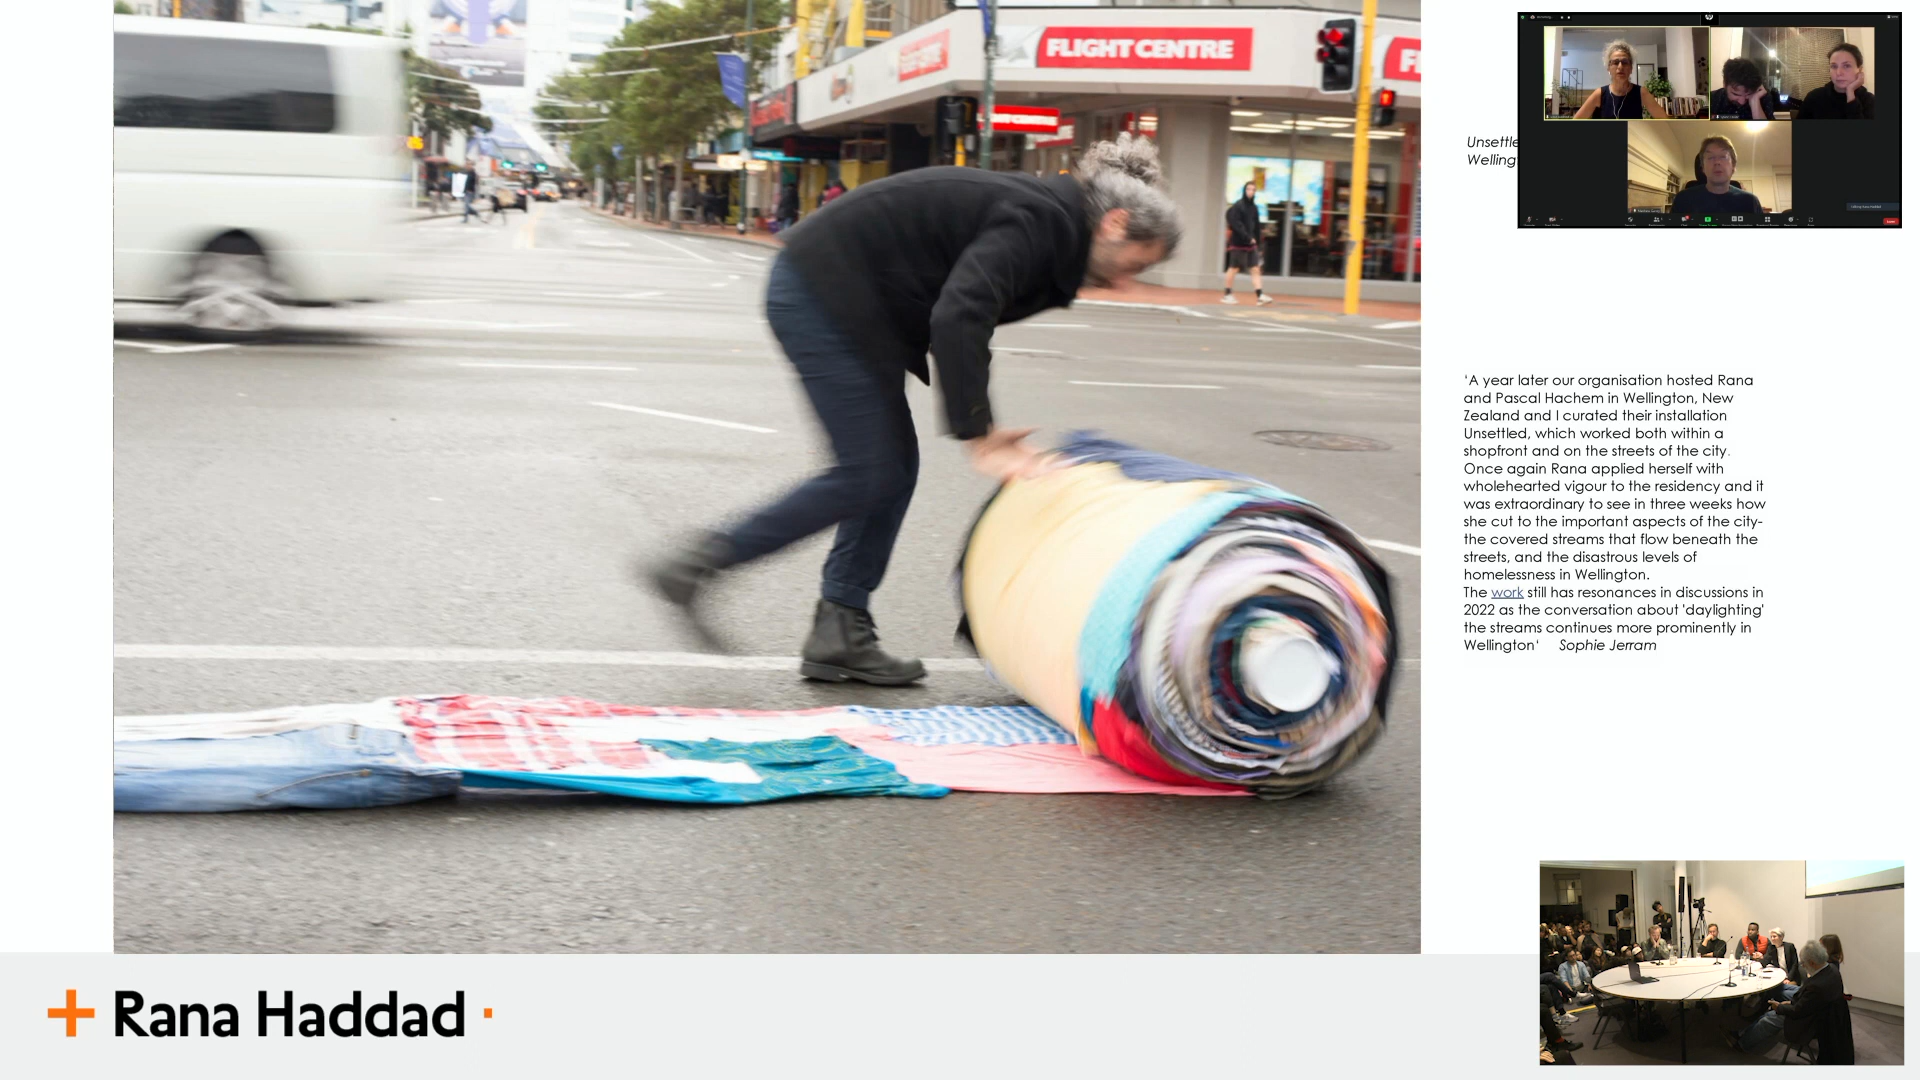 FLIGHT CENTRE
Unsettle
Welling
‘A year later our organisation hosted Rana
and Pascal Hachem in Wellington, New
Zealand and I curated their installation
Unsettled, which worked both within a
shopfront and on the streets of the city.
Once again Rana applied herself with
wholehearted vigour to the residency and it
was extraordinary to see in three weeks how
she cut to the important aspects of the city-
the covered streams that flow beneath the
streets, and the disastrous levels of
homelessness in Wellington.
The work still has resonances in discussions in
2022 as the conversation about 'daylighting'
the streams continues more prominently in
Wellington‘ Sophie Jerram
+ Rana Haddad ·